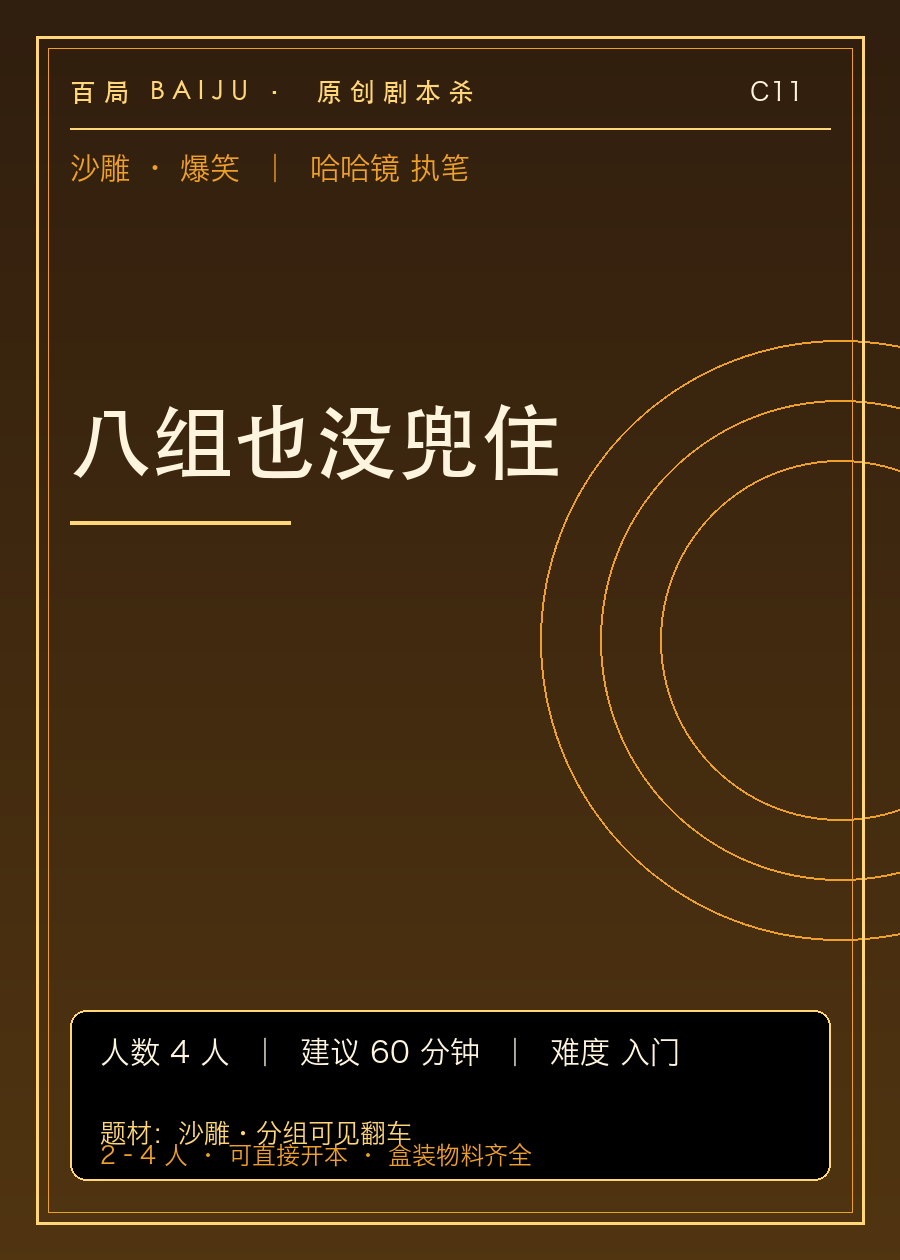 百局 BAIJU · 原创剧本杀
C11
沙雕 · 爆笑 ｜ 哈哈镜 执笔
八组也没兜住
人数 4 人 ｜ 建议 60 分钟 ｜ 难度 入门
题材：沙雕·分组可见翻车
2-4 人 · 可直接开本 · 盒装物料齐全